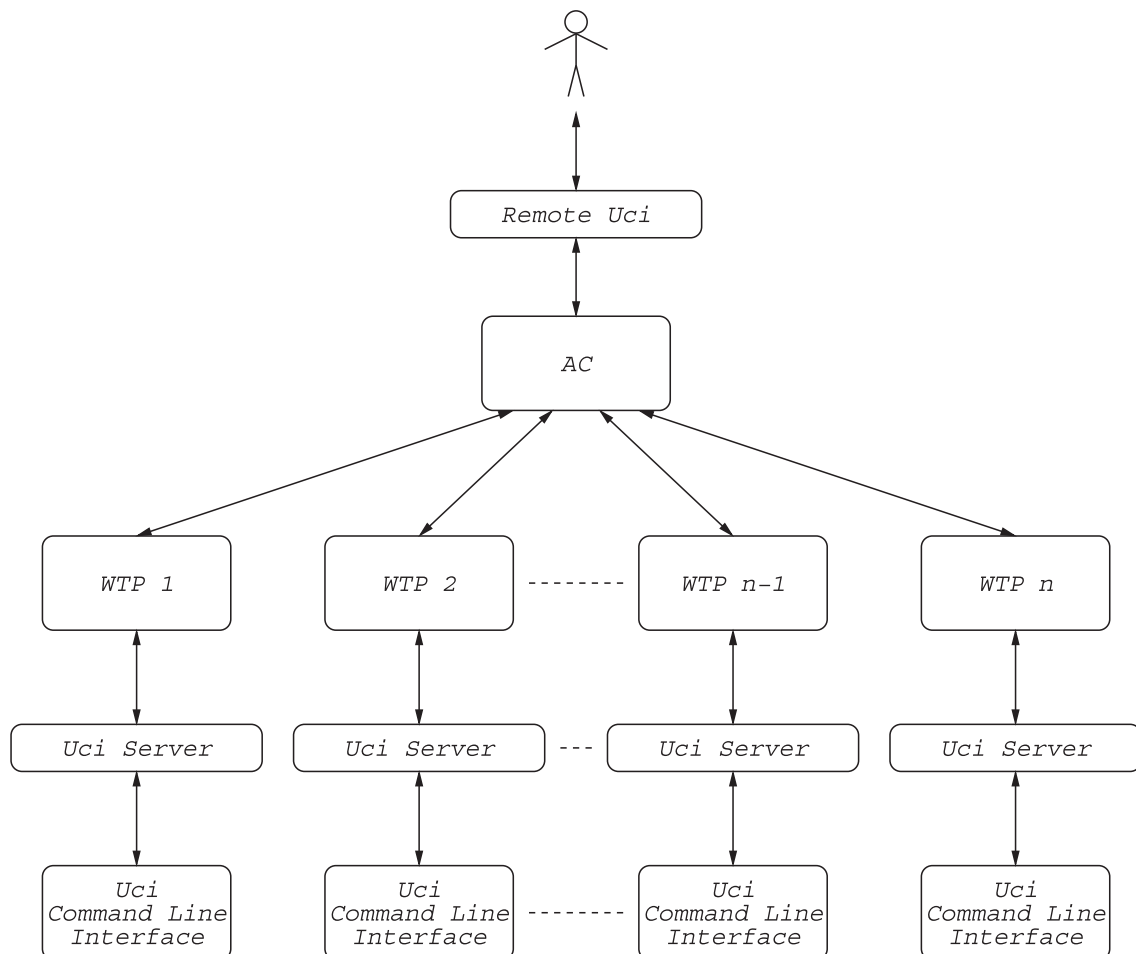 Remote Uci
AC
WTP 1
WTP 2
WTP n-1
WTP n
Uci Server
Uci Server
Uci Server
Uci Server
Uci
Command Line
Interface
Uci
Command Line
Interface
Uci
Command Line
Interface
Uci
Command Line
Interface